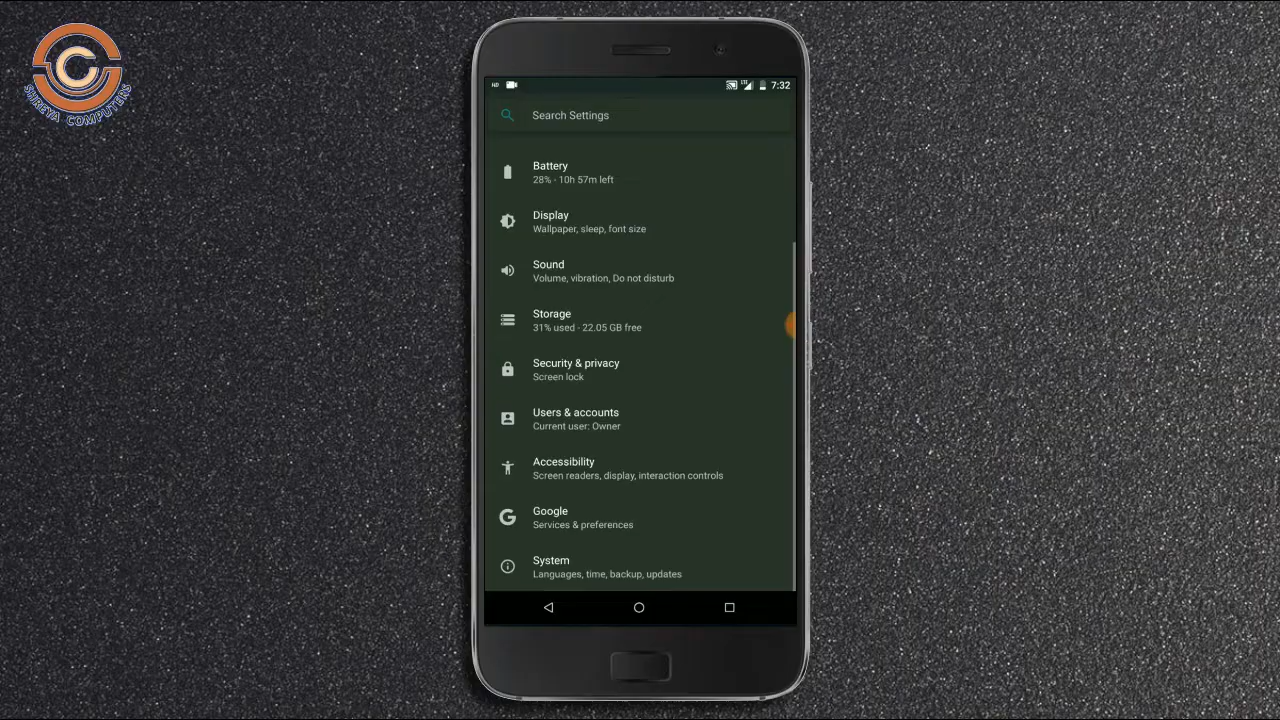 SHREYA COMPUTERS
HD
LTE
7:32
Search Settings
Battery
28% - 10h 57m left
Display
Wallpaper, sleep, font size
Sound
Volume, vibration, Do not disturb
Storage
31% used - 22.05 GB free
Security & privacy
Screen lock
Users & accounts
Current user: Owner
Accessibility
Screen readers, display, interaction controls
Google
Services & preferences
System
Languages, time, backup, updates